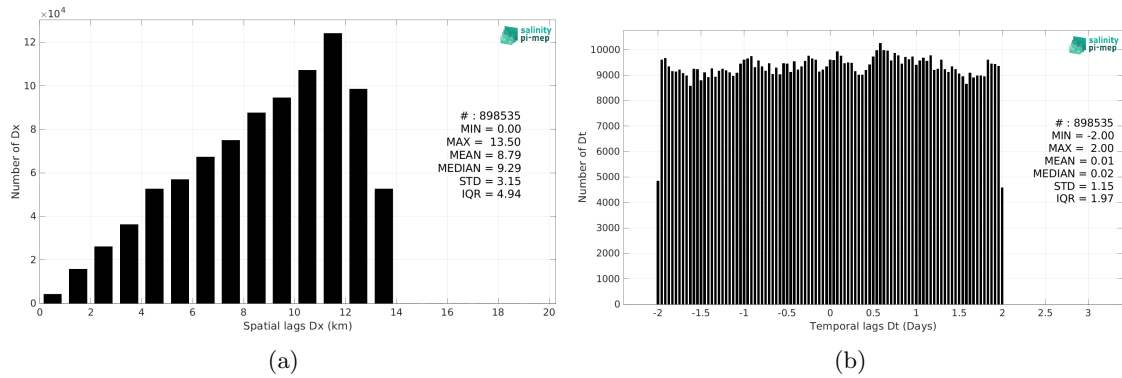 ×10⁴
12
10
8
6
4
2
0
0 2 4 6 8 10 12 14 16 18 20
Number of Dx
Spatial lags Dx (km)
salinity
pi-mep
# : 898535
MIN = 0.00
MAX = 13.50
MEAN = 8.79
MEDIAN = 9.29
STD = 3.15
IQR = 4.94
(a)
10000
9000
8000
7000
6000
5000
4000
3000
2000
1000
0
-2 -1.5 -1 -0.5 0 0.5 1 1.5 2 2.5 3
Number of Dt
Temporal lags Dt (Days)
salinity
pi-mep
# : 898535
MIN = -2.00
MAX = 2.00
MEAN = 0.01
MEDIAN = 0.02
STD = 1.15
IQR = 1.97
(b)